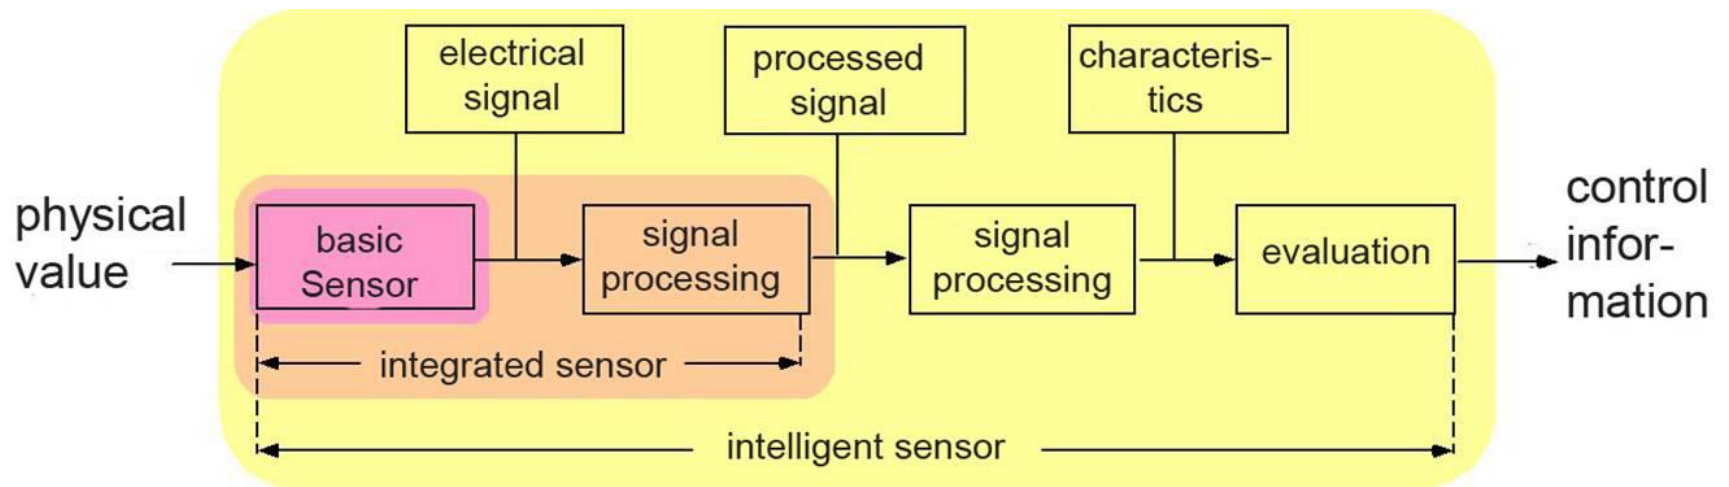 electrical
signal
processed
signal
characteris-
tics
physical
value
basic
Sensor
signal
processing
signal
processing
evaluation
control
infor-
mation
integrated sensor
intelligent sensor